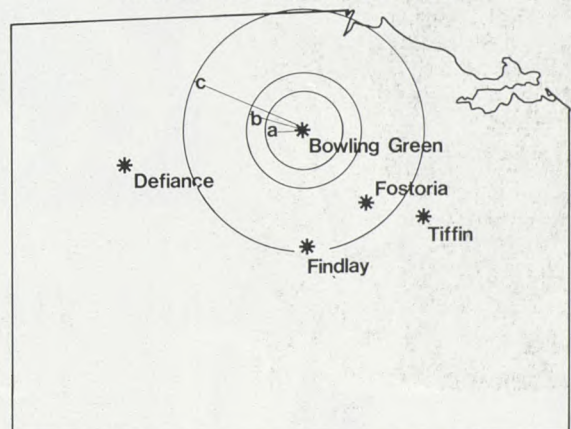 c
b
a
Bowling Green
Defiance
Fostoria
Tiffin
Findlay